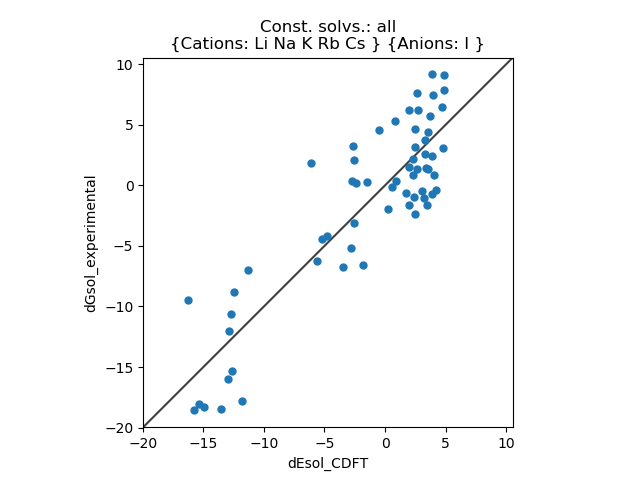 Const. solvs.: all
{Cations: Li Na K Rb Cs } {Anions: I }
10
5
0
−5
−10
−15
−20
dGsol_experimental
−20 −15 −10 −5 0 5 10
dEsol_CDFT